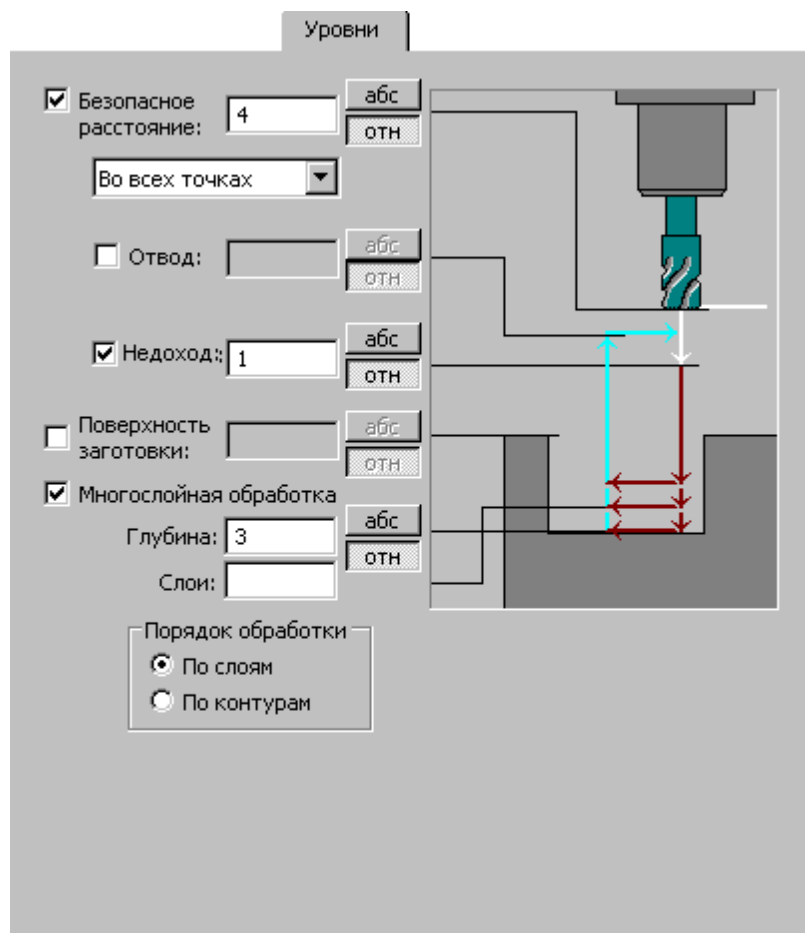 Уровни
Безопасное
расстояние:
4
абс
отн
Во всех точках
Отвод:
абс
отн
Недоход:
1
абс
отн
Поверхность
заготовки:
абс
отн
Многослойная обработка
Глубина:
3
абс
отн
Слои:
Порядок обработки
По слоям
По контурам